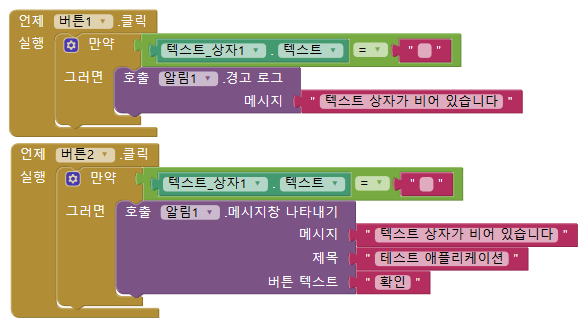 언제 버튼1 .클릭
실행 만약 텍스트_상자1 . 텍스트 = " "
그러면 호출 알림1 .경고 로그
메시지 " 텍스트 상자가 비어 있습니다 "
언제 버튼2 .클릭
실행 만약 텍스트_상자1 . 텍스트 = " "
그러면 호출 알림1 .메시지창 나타내기
메시지 " 텍스트 상자가 비어 있습니다 "
제목 " 테스트 애플리케이션 "
버튼 텍스트 " 확인 "